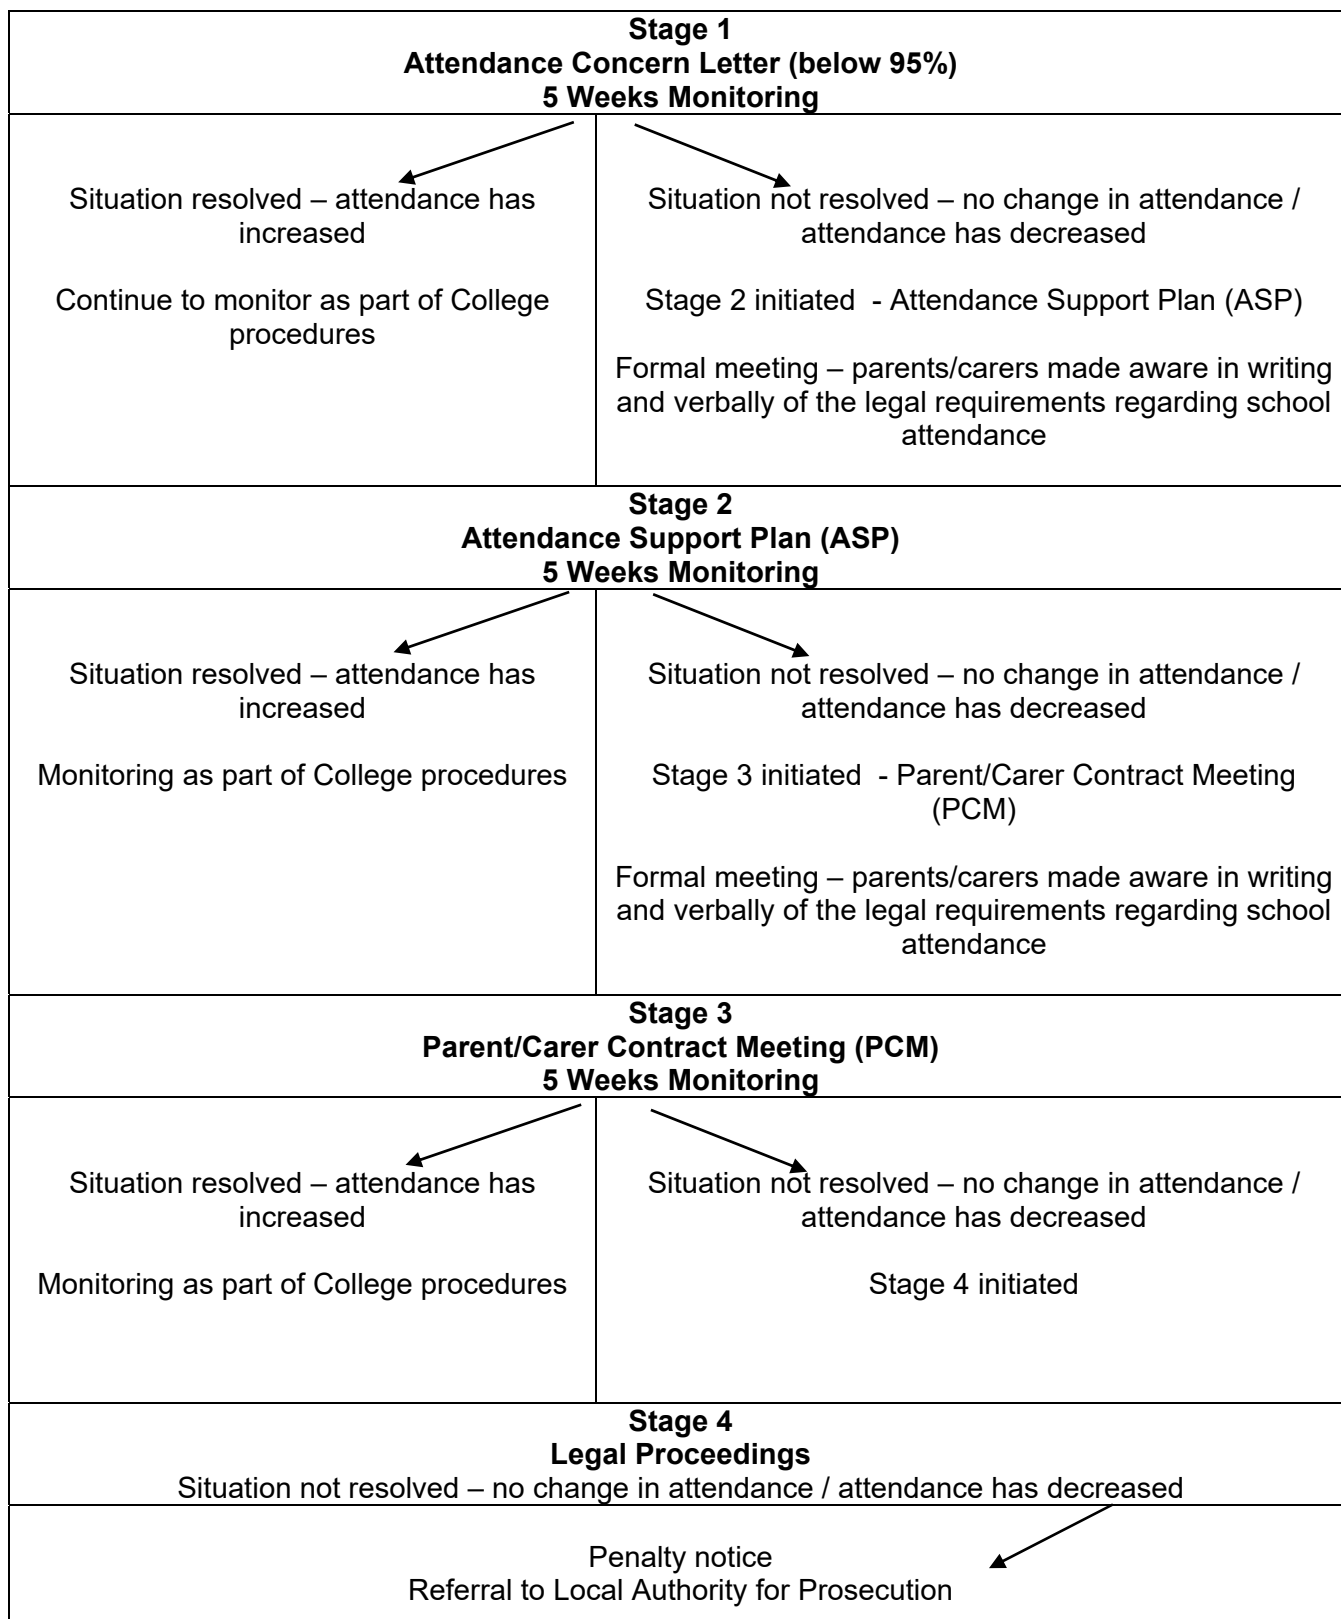 Stage 1
Attendance Concern Letter (below 95%)
5 Weeks Monitoring
Situation resolved – attendance has
increased
Continue to monitor as part of College
procedures
Situation not resolved – no change in attendance /
attendance has decreased
Stage 2 initiated  - Attendance Support Plan (ASP)
Formal meeting – parents/carers made aware in writing
and verbally of the legal requirements regarding school
attendance
Stage 2
Attendance Support Plan (ASP)
5 Weeks Monitoring
Situation resolved – attendance has
increased
Monitoring as part of College procedures
Situation not resolved – no change in attendance /
attendance has decreased
Stage 3 initiated  - Parent/Carer Contract Meeting
(PCM)
Formal meeting – parents/carers made aware in writing
and verbally of the legal requirements regarding school
attendance
Stage 3
Parent/Carer Contract Meeting (PCM)
5 Weeks Monitoring
Situation resolved – attendance has
increased
Monitoring as part of College procedures
Situation not resolved – no change in attendance /
attendance has decreased
Stage 4 initiated
Stage 4
Legal Proceedings
Situation not resolved – no change in attendance / attendance has decreased
Penalty notice
Referral to Local Authority for Prosecution